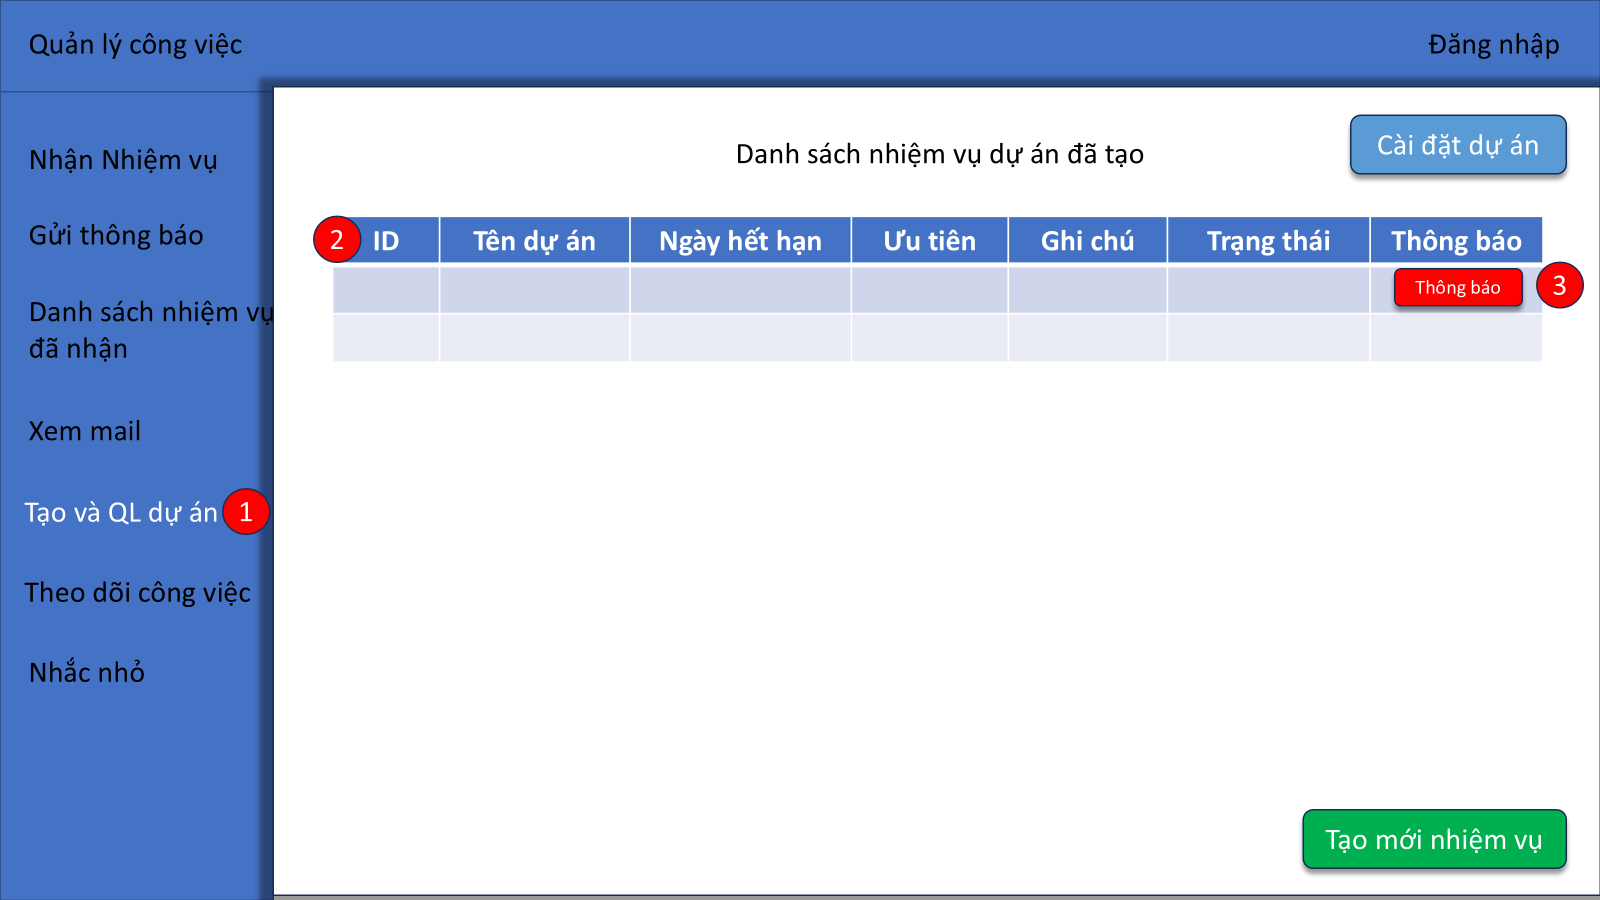 Quản lý công việc
Đăng nhập
Nhận Nhiệm vụ
Gửi thông báo
Danh sách nhiệm vụ
đã nhận
Xem mail
Tạo và QL dự án 1
Theo dõi công việc
Nhắc nhỏ
Danh sách nhiệm vụ dự án đã tạo
Cài đặt dự án
2 ID Tên dự án Ngày hết hạn Ưu tiên Ghi chú Trạng thái Thông báo
Thông báo 3
Tạo mới nhiệm vụ